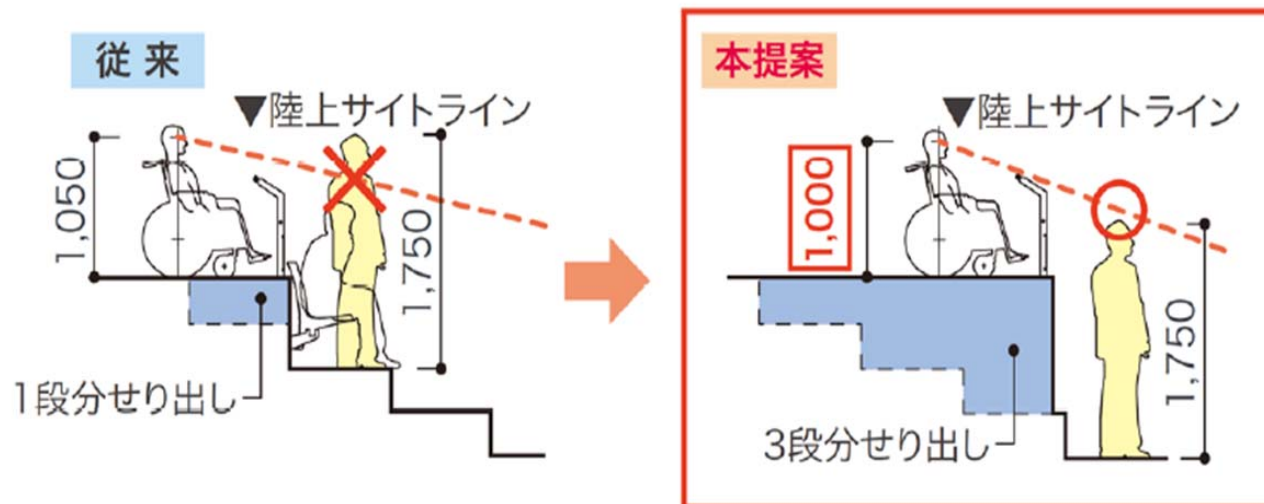 従来
▼陸上サイトライン
1,050
1,750
1段分せり出し
本提案
▼陸上サイトライン
1,000
1,750
3段分せり出し